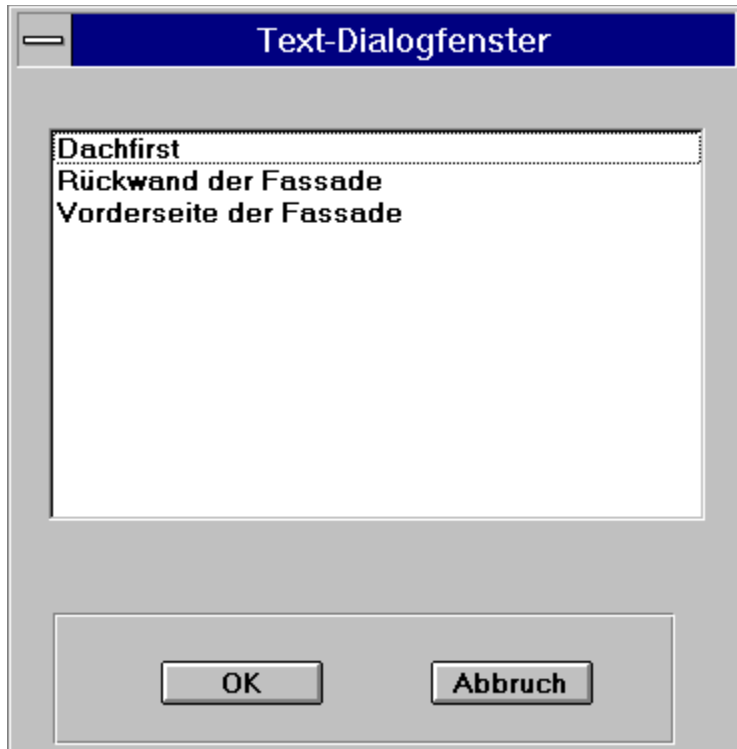 Text-Dialogfenster
Dachfirst
Rückwand der Fassade
Vorderseite der Fassade
OK
Abbruch